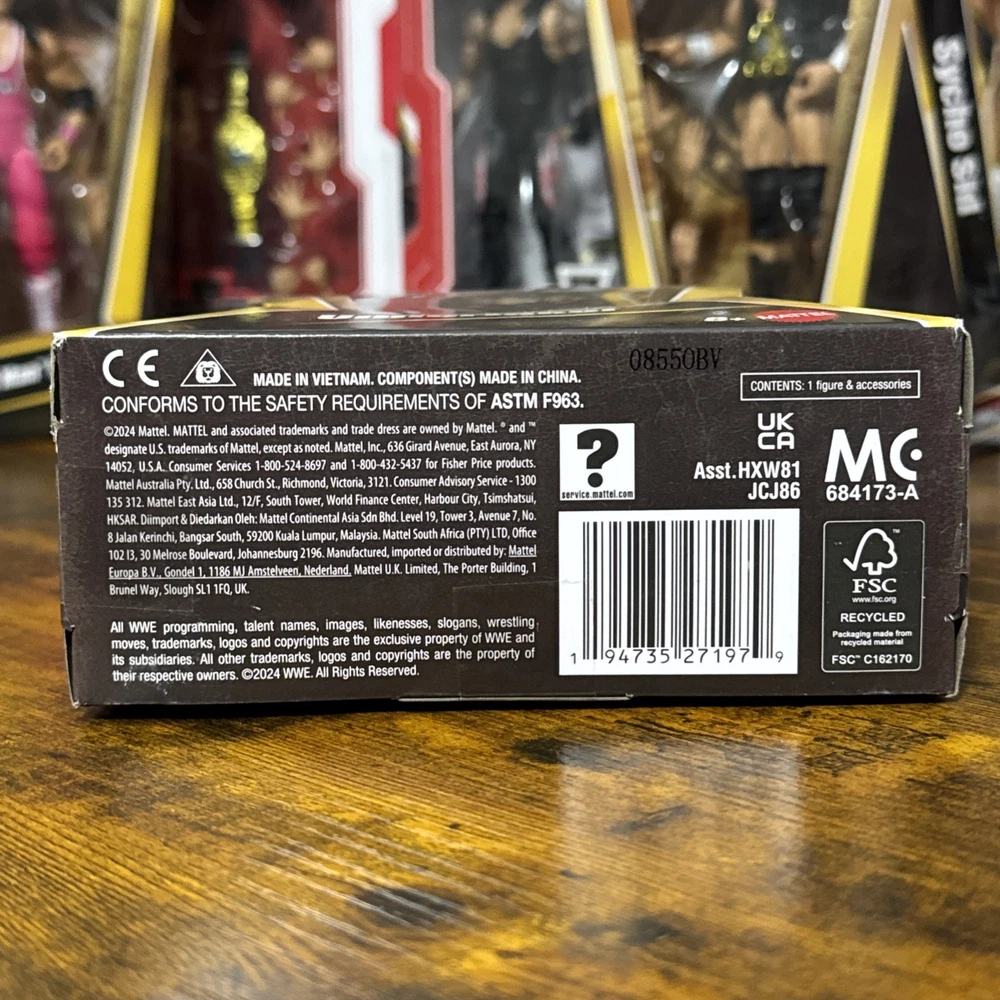 Sycho Sid
MATTEL
CE
MADE IN VIETNAM. COMPONENT(S) MADE IN CHINA.
CONFORMS TO THE SAFETY REQUIREMENTS OF ASTM F963.
08550BV
CONTENTS: 1 figure & accessories
©2024 Mattel. MATTEL and associated trademarks and trade dress are owned by Mattel. ® and ™
designate U.S. trademarks of Mattel, except as noted. Mattel, Inc., 636 Girard Avenue, East Aurora, NY
14052, U.S.A. Consumer Services 1-800-524-8697 and 1-800-432-5437 for Fisher Price products.
Mattel Australia Pty. Ltd., 658 Church St., Richmond, Victoria, 3121. Consumer Advisory Service - 1300
135 312. Mattel East Asia Ltd., 12/F, South Tower, World Finance Center, Harbour City, Tsimshatsui,
HKSAR. Diimport & Diedarkan Oleh: Mattel Continental Asia Sdn Bhd. Level 19, Tower 3, Avenue 7, No.
8 Jalan Kerinchi, Bangsar South, 59200 Kuala Lumpur, Malaysia. Mattel South Africa (PTY) LTD, Office
102 I3, 30 Melrose Boulevard, Johannesburg 2196. Manufactured, imported or distributed by: Mattel
Europa B.V., Gondel 1, 1186 MJ Amstelveen, Nederland. Mattel U.K. Limited, The Porter Building, 1
Brunel Way, Slough SL1 1FQ, UK.
All WWE programming, talent names, images, likenesses, slogans, wrestling
moves, trademarks, logos and copyrights are the exclusive property of WWE and
its subsidiaries. All other trademarks, logos and copyrights are the property of
their respective owners. ©2024 WWE. All Rights Reserved.
?
service.mattel.com
UK
CA
Asst.HXW81
JCJ86
MC
684173-A
1 94735 27197 9
FSC
www.fsc.org
RECYCLED
Packaging made from
recycled material
FSC™ C162170